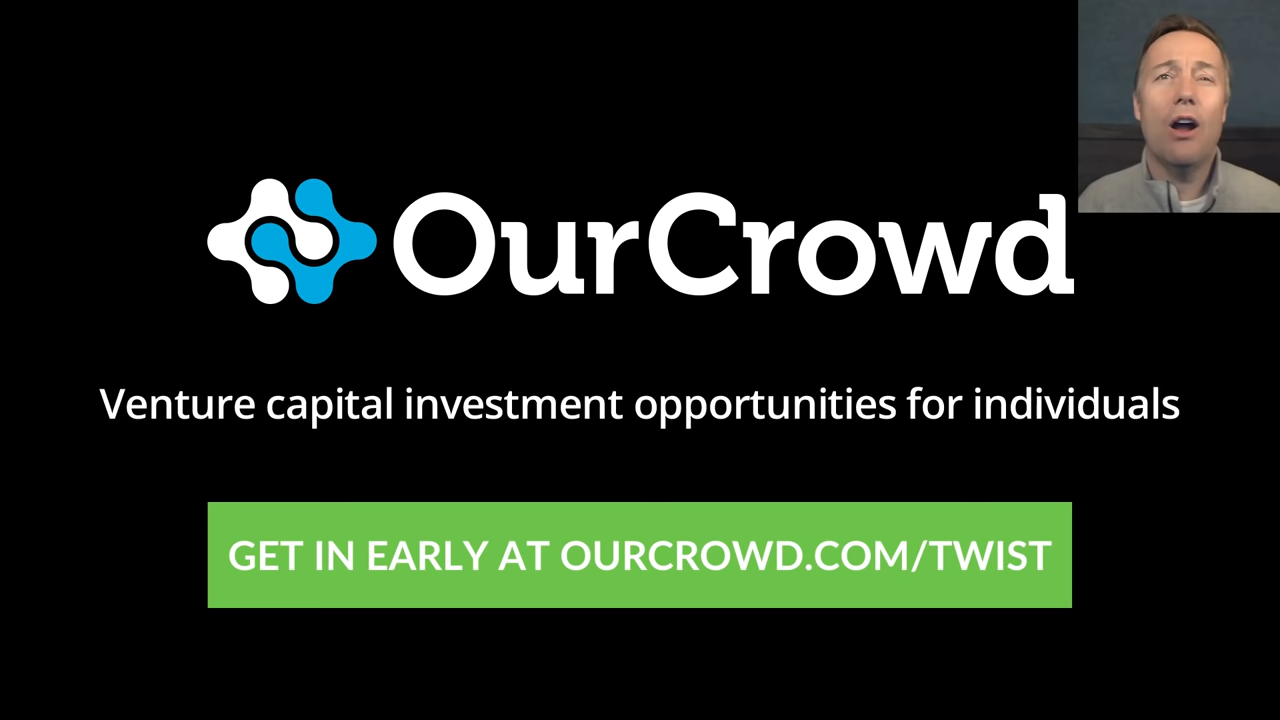 OurCrowd
Venture capital investment opportunities for individuals
GET IN EARLY AT OURCROWD.COM/TWIST